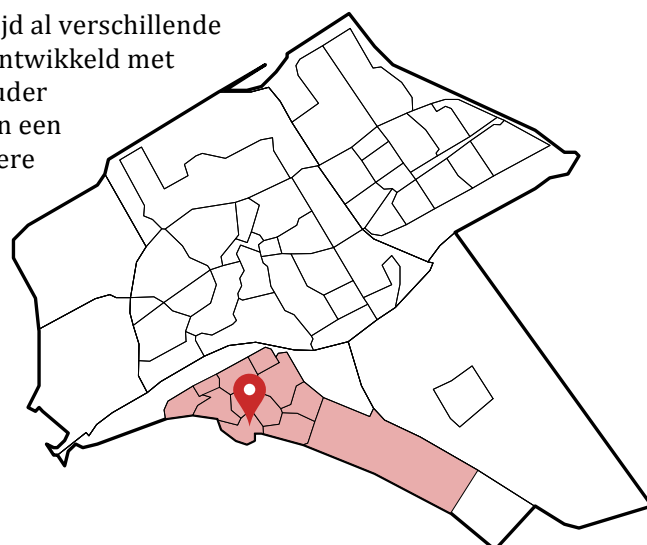 jd al verschillende
ntwikkeld met
uder
n een
ere